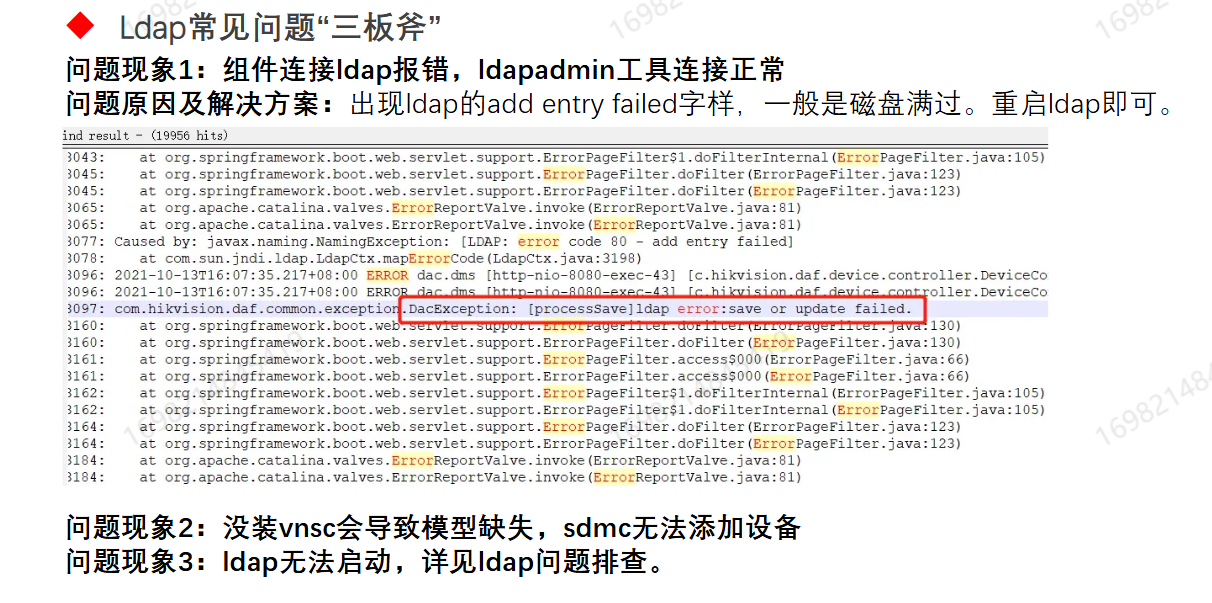 Ldap常见问题“三板斧”
问题现象1：组件连接ldap报错，ldapadmin工具连接正常
问题原因及解决方案：出现ldap的add entry failed字样，一般是磁盘满过。重启ldap即可。
ind result - (19956 hits)
3043: at org.springframework.boot.web.servlet.support.ErrorPageFilter$1.doFilterInternal(ErrorPageFilter.java:105)
3045: at org.springframework.boot.web.servlet.support.ErrorPageFilter.doFilter(ErrorPageFilter.java:123)
3045: at org.springframework.boot.web.servlet.support.ErrorPageFilter.doFilter(ErrorPageFilter.java:123)
3065: at org.apache.catalina.valves.ErrorReportValve.invoke(ErrorReportValve.java:81)
3065: at org.apache.catalina.valves.ErrorReportValve.invoke(ErrorReportValve.java:81)
3077: Caused by: javax.naming.NamingException: [LDAP: error code 80 - add entry failed]
3078: at com.sun.jndi.ldap.LdapCtx.mapErrorCode(LdapCtx.java:3198)
3096: 2021-10-13T16:07:35.217+08:00 ERROR dac.dms [http-nio-8080-exec-43] [c.hikvision.daf.device.controller.DeviceCo
3096: 2021-10-13T16:07:35.217+08:00 ERROR dac.dms [http-nio-8080-exec-43] [c.hikvision.daf.device.controller.DeviceCo
3097: com.hikvision.daf.common.exception.DacException: [processSave]ldap error:save or update failed.
3160: at org.springframework.boot.web.servlet.support.ErrorPageFilter.doFilter(ErrorPageFilter.java:130)
3160: at org.springframework.boot.web.servlet.support.ErrorPageFilter.doFilter(ErrorPageFilter.java:130)
3161: at org.springframework.boot.web.servlet.support.ErrorPageFilter.access$000(ErrorPageFilter.java:66)
3161: at org.springframework.boot.web.servlet.support.ErrorPageFilter.access$000(ErrorPageFilter.java:66)
3162: at org.springframework.boot.web.servlet.support.ErrorPageFilter$1.doFilterInternal(ErrorPageFilter.java:105)
3162: at org.springframework.boot.web.servlet.support.ErrorPageFilter$1.doFilterInternal(ErrorPageFilter.java:105)
3164: at org.springframework.boot.web.servlet.support.ErrorPageFilter.doFilter(ErrorPageFilter.java:123)
3164: at org.springframework.boot.web.servlet.support.ErrorPageFilter.doFilter(ErrorPageFilter.java:123)
3184: at org.apache.catalina.valves.ErrorReportValve.invoke(ErrorReportValve.java:81)
3184: at org.apache.catalina.valves.ErrorReportValve.invoke(ErrorReportValve.java:81)
问题现象2：没装vnsc会导致模型缺失，sdmc无法添加设备
问题现象3：ldap无法启动，详见ldap问题排查。